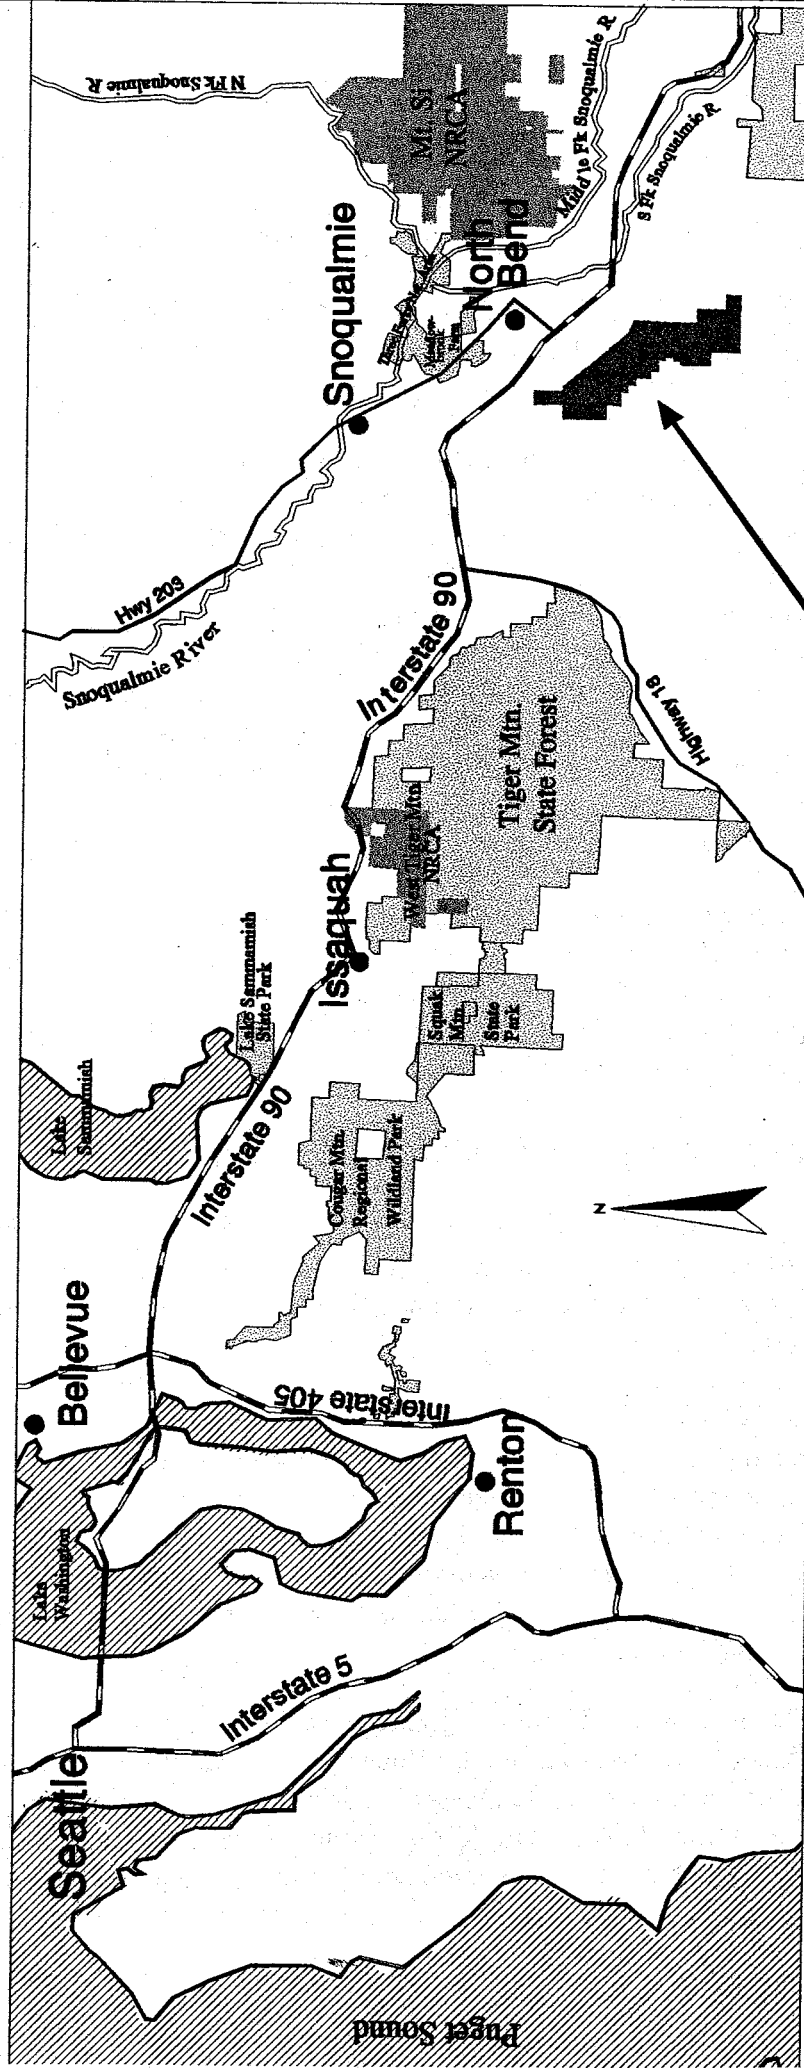 Seattle
Puget Sound
Interstate 5
Lake
Washington
Bellevue
Renton
Interstate 405
Interstate 90
Lake
Sammamish
Lake Sammamish
State Park
Cougar Mtn.
Regional
Wildland Park
Squak
Mtn.
State
Park
Issaquah
West Tiger Mtn.
NRCA
Tiger Mtn.
State Forest
Interstate 90
Highway 18
Hwy 203
Snoqualmie River
Snoqualmie
Meadow-
brook
Farm
North
Bend
Mt. Si
NRCA
N Fk Snoqualmie R
Middle Fk Snoqualmie R.
S Fk Snoqualmie R.
N